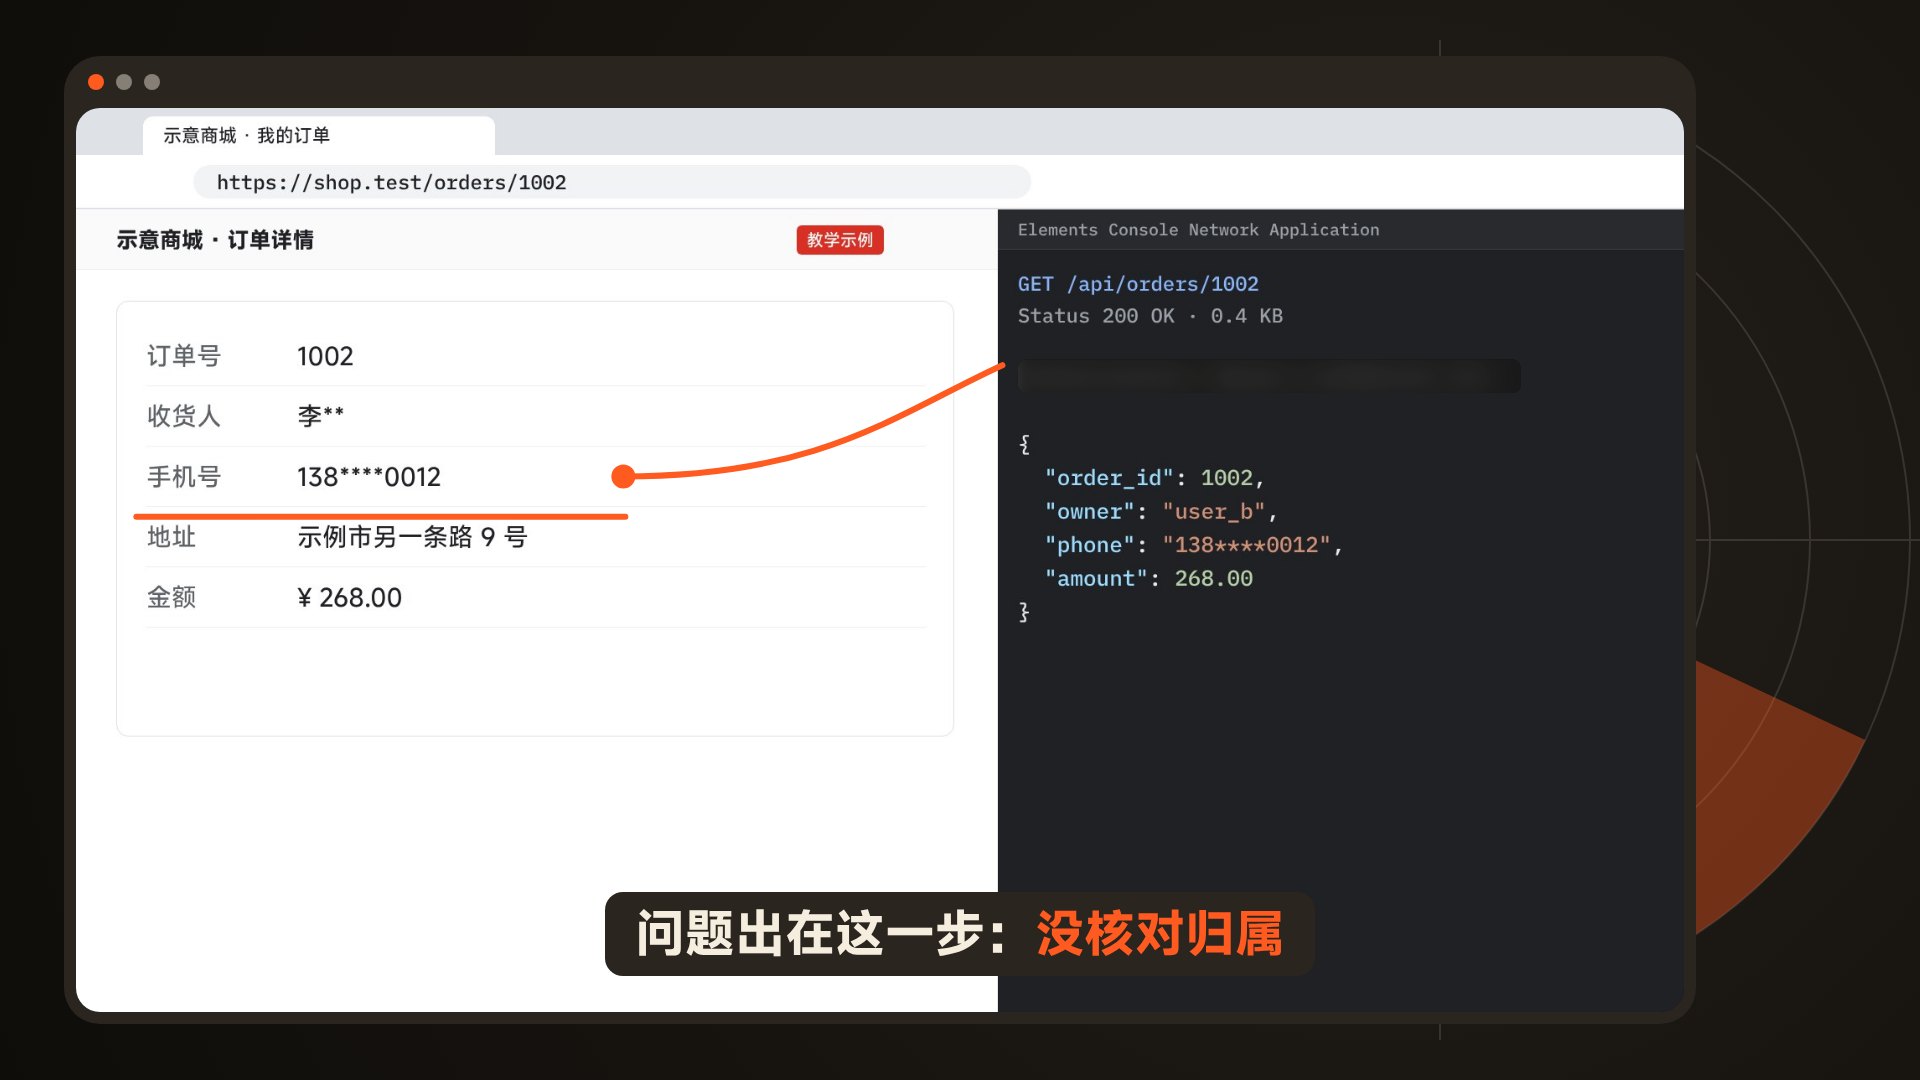 示意商城 · 我的订单
https://shop.test/orders/1002
示意商城 · 订单详情
教学示例
订单号 1002
收货人 李**
手机号 138****0012
地址 示例市另一条路 9 号
金额 ¥ 268.00
Elements Console Network Application
GET /api/orders/1002
Status 200 OK · 0.4 KB
{
"order_id": 1002,
"owner": "user_b",
"phone": "138****0012",
"amount": 268.00
}
问题出在这一步：没核对归属